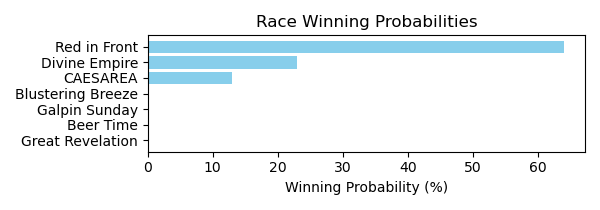 Race Winning Probabilities
Red in Front
Divine Empire
CAESAREA
Blustering Breeze
Galpin Sunday
Beer Time
Great Revelation
0 10 20 30 40 50 60
Winning Probability (%)